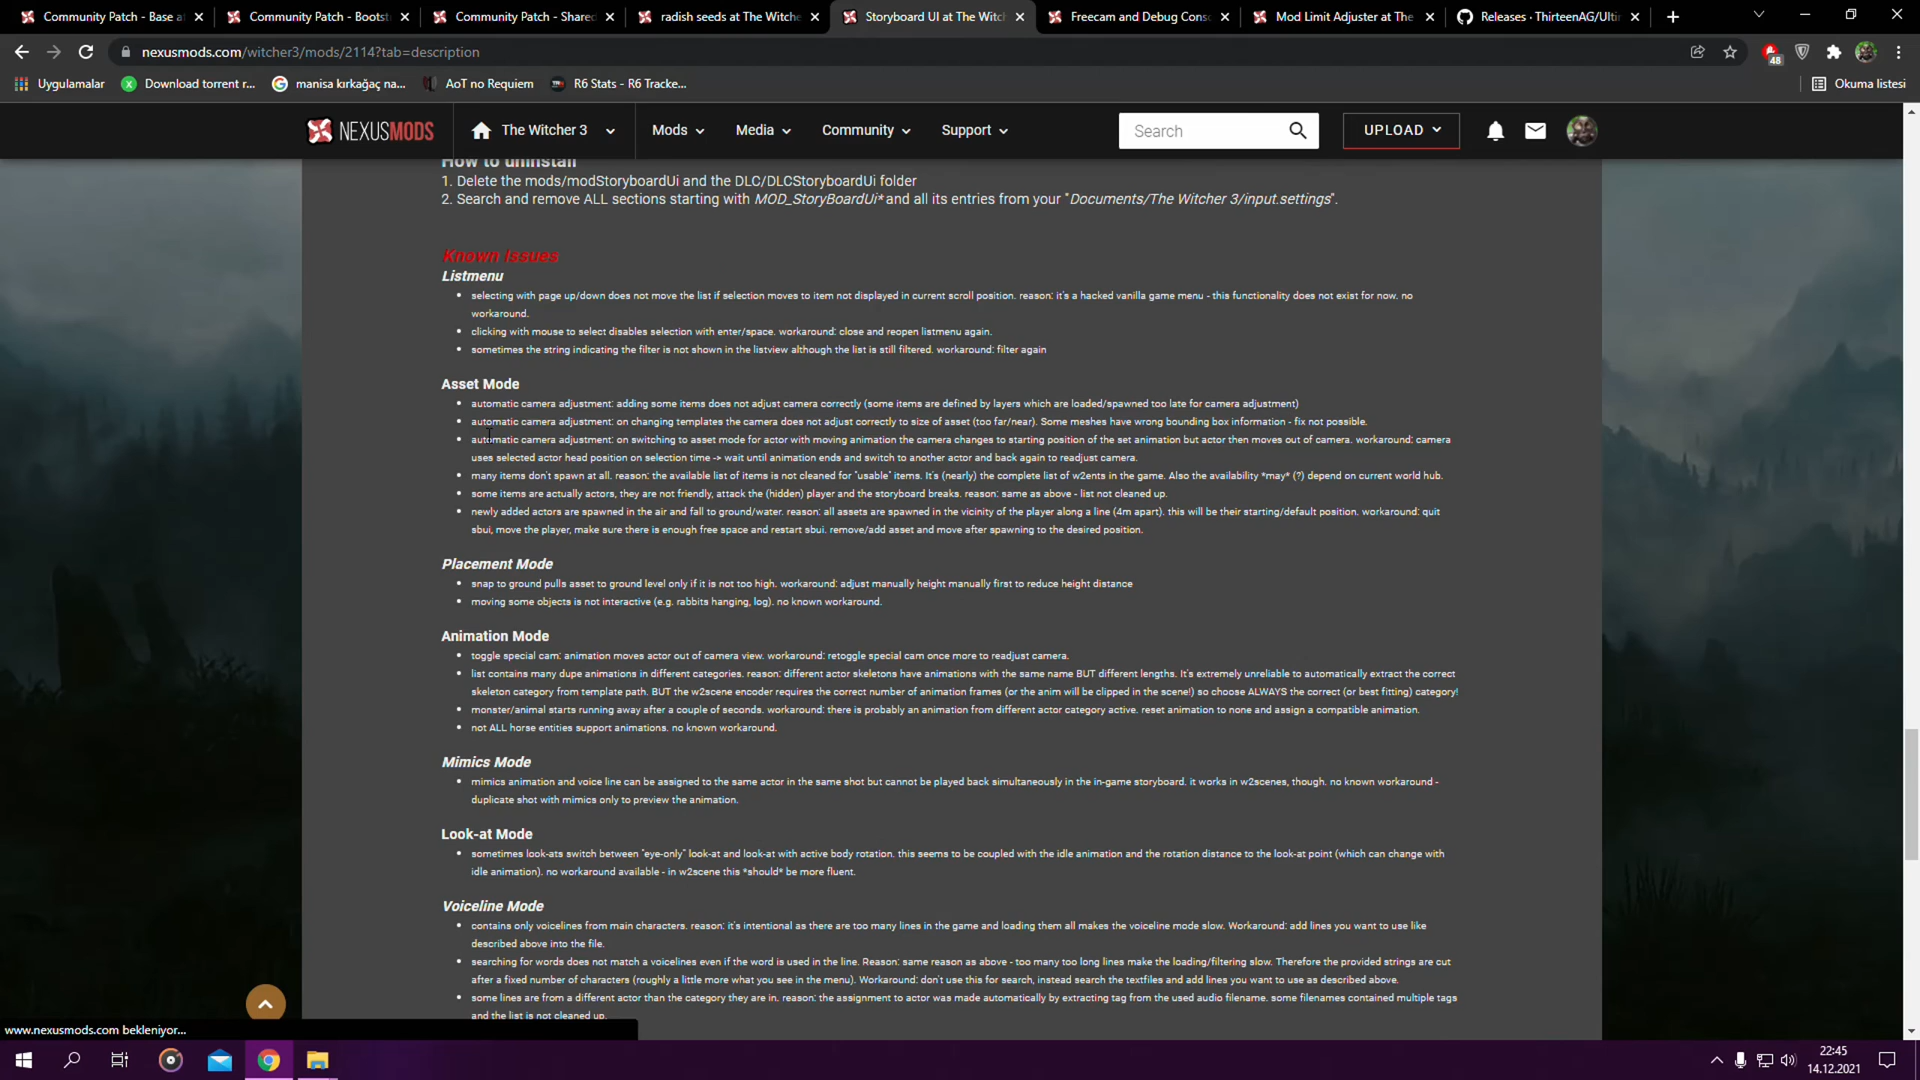 Community Patch - Base a
Community Patch - Bootst
Community Patch - Shared
radish seeds at The Witche
Storyboard UI at The Witch
Freecam and Debug Conso
Mod Limit Adjuster at The
Releases · ThirteenAG/Ulti
nexusmods.com/witcher3/mods/2114?tab=description
48
Uygulamalar
Download torrent r...
manisa kırkağaç na...
AoT no Requiem
R6 Stats - R6 Tracke...
Okuma listesi
NEXUSMODS
The Witcher 3
Mods
Media
Community
Support
Search
UPLOAD
How to uninstall
1. Delete the mods/modStoryboardUi and the DLC/DLCStoryboardUi folder
2. Search and remove ALL sections starting with MOD_StoryBoardUi* and all its entries from your "Documents/The Witcher 3/input.settings".
Known Issues
Listmenu
• selecting with page up/down does not move the list if selection moves to item not displayed in current scroll position. reason: it's a hacked vanilla game menu - this functionality does not exist for now. no
workaround.
• clicking with mouse to select disables selection with enter/space. workaround: close and reopen listmenu again.
• sometimes the string indicating the filter is not shown in the listview although the list is still filtered. workaround: filter again
Asset Mode
• automatic camera adjustment: adding some items does not adjust camera correctly (some items are defined by layers which are loaded/spawned too late for camera adjustment)
• automatic camera adjustment: on changing templates the camera does not adjust correctly to size of asset (too far/near). Some meshes have wrong bounding box information - fix not possible.
• automatic camera adjustment: on switching to asset mode for actor with moving animation the camera changes to starting position of the set animation but actor then moves out of camera. workaround: camera
uses selected actor head position on selection time -> wait until animation ends and switch to another actor and back again to readjust camera.
• many items don't spawn at all. reason: the available list of items is not cleaned for "usable" items. It's (nearly) the complete list of w2ents in the game. Also the availability *may* (?) depend on current world hub.
• some items are actually actors, they are not friendly, attack the (hidden) player and the storyboard breaks. reason: same as above - list not cleaned up.
• newly added actors are spawned in the air and fall to ground/water. reason: all assets are spawned in the vicinity of the player along a line (4m apart). this will be their starting/default position. workaround: quit
sbui, move the player, make sure there is enough free space and restart sbui. remove/add asset and move after spawning to the desired position.
Placement Mode
• snap to ground pulls asset to ground level only if it is not too high. workaround: adjust manually height manually first to reduce height distance
• moving some objects is not interactive (e.g. rabbits hanging, log). no known workaround.
Animation Mode
• toggle special cam: animation moves actor out of camera view. workaround: retoggle special cam once more to readjust camera.
• list contains many dupe animations in different categories. reason: different actor skeletons have animations with the same name BUT different lengths. It's extremely unreliable to automatically extract the correct
skeleton category from template path. BUT the w2scene encoder requires the correct number of animation frames (or the anim will be clipped in the scene!) so choose ALWAYS the correct (or best fitting) category!
• monster/animal starts running away after a couple of seconds. workaround: there is probably an animation from different actor category active. reset animation to none and assign a compatible animation.
• not ALL horse entities support animations. no known workaround.
Mimics Mode
• mimics animation and voice line can be assigned to the same actor in the same shot but cannot be played back simultaneously in the in-game storyboard. it works in w2scenes, though. no known workaround -
duplicate shot with mimics only to preview the animation.
Look-at Mode
• sometimes look-ats switch between "eye-only" look-at and look-at with active body rotation. this seems to be coupled with the idle animation and the rotation distance to the look-at point (which can change with
idle animation). no workaround available - in w2scene this *should* be more fluent.
Voiceline Mode
• contains only voicelines from main characters. reason: it's intentional as there are too many lines in the game and loading them all makes the voiceline mode slow. Workaround: add lines you want to use like
described above into the file.
• searching for words does not match a voicelines even if the word is used in the line. Reason: same reason as above - too many too long lines make the loading/filtering slow. Therefore the provided strings are cut
after a fixed number of characters (roughly a little more what you see in the menu). Workaround: don't use this for search, instead search the textfiles and add lines you want to use as described above.
• some lines are from a different actor than the category they are in. reason: the assignment to actor was made automatically by extracting tag from the used audio filename. some filenames contained multiple tags
and the list is not cleaned up.
www.nexusmods.com bekleniyor...
22:45
14.12.2021